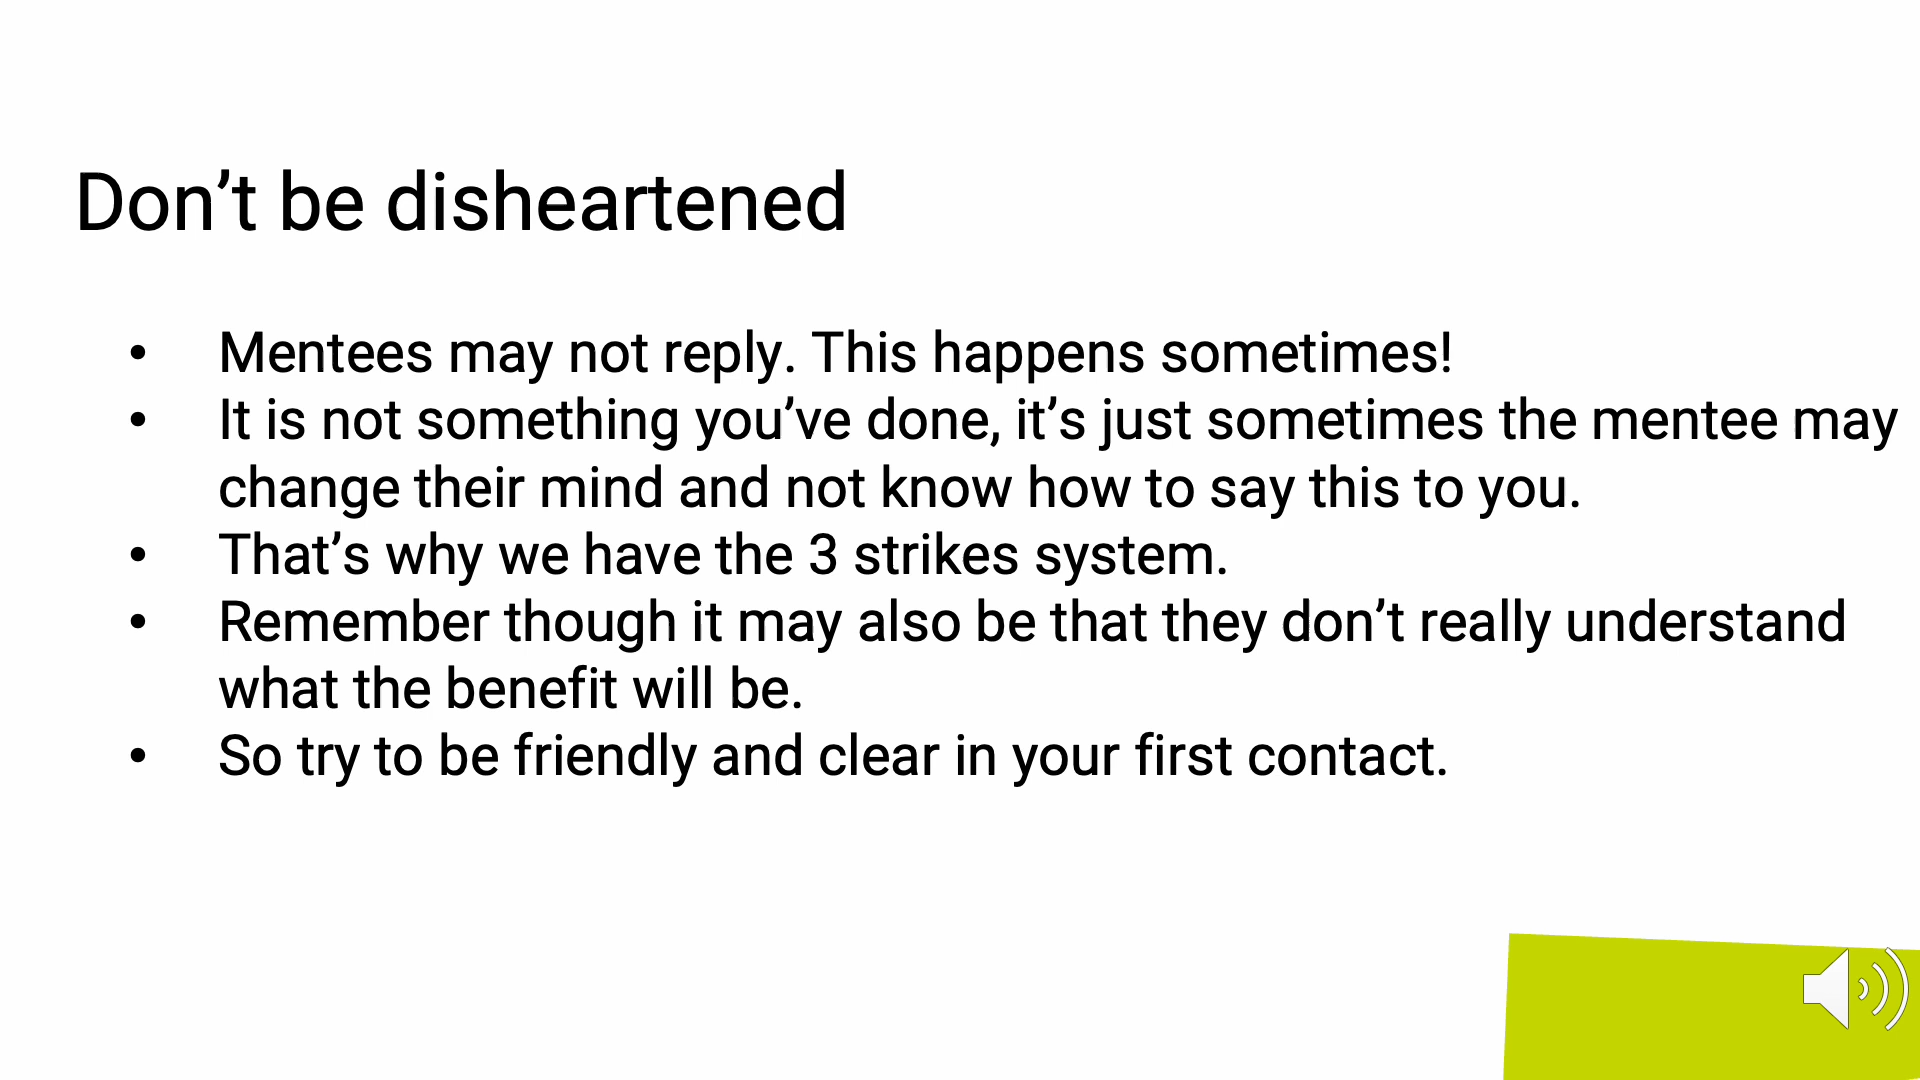 Don’t be disheartened
• Mentees may not reply. This happens sometimes!
• It is not something you’ve done, it’s just sometimes the mentee may
change their mind and not know how to say this to you.
• That’s why we have the 3 strikes system.
• Remember though it may also be that they don’t really understand
what the benefit will be.
• So try to be friendly and clear in your first contact.